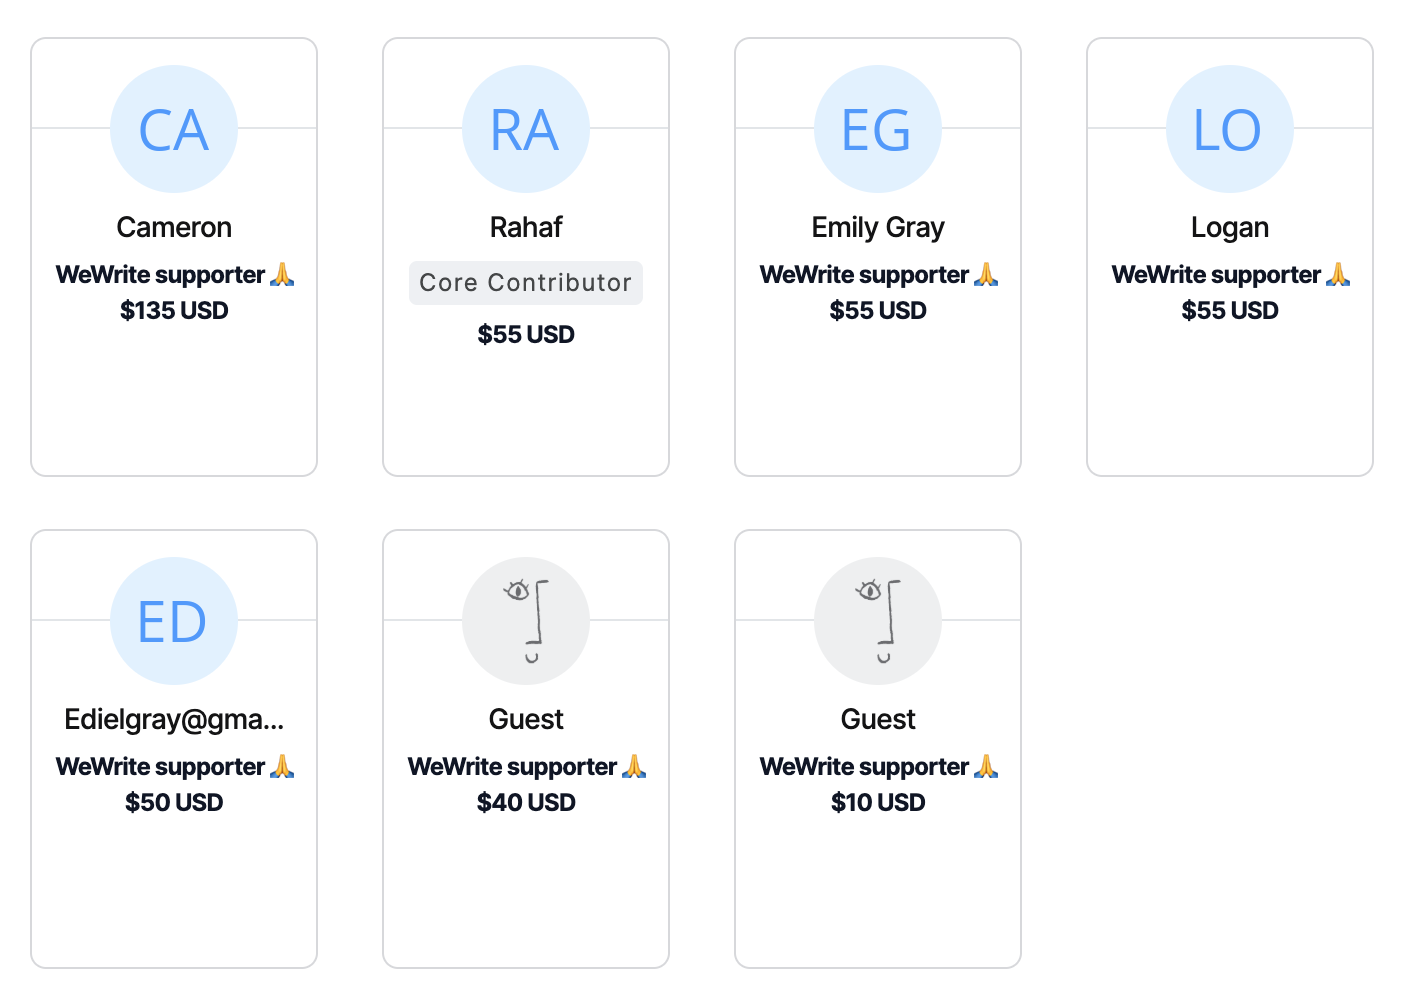 CA
RA
EG
LO
Cameron
Rahaf
Emily Gray
Logan
WeWrite supporter🙏
Core Contributor
WeWrite supporter🙏
WeWrite supporter🙏
$135 USD
$55 USD
$55 USD
$55 USD
ED
Edielgray@gma...
Guest
Guest
WeWrite supporter🙏
WeWrite supporter🙏
WeWrite supporter🙏
$50 USD
$40 USD
$10 USD